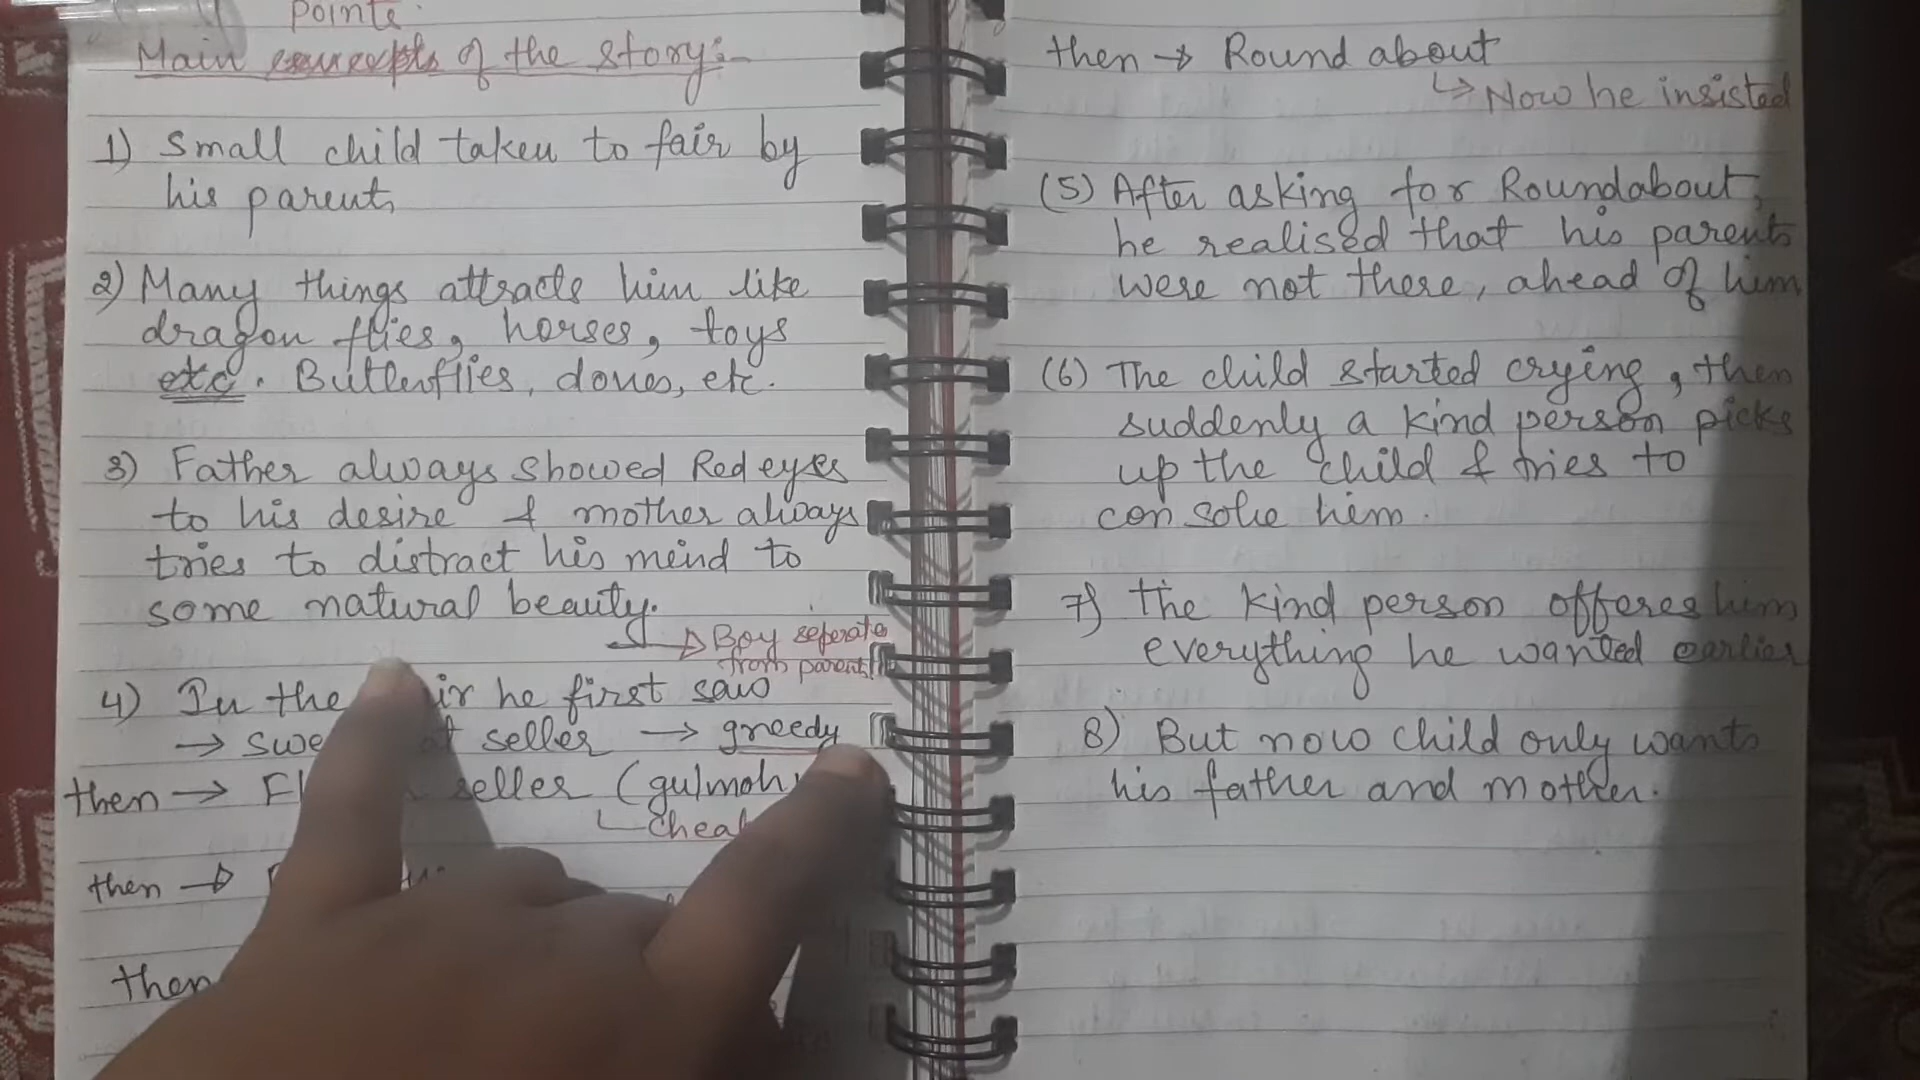 Points
Main concepts of the story:-
1) Small child taken to fair by
his parents
2) Many things attracts him like
dragon flies, horses, toys
etc. Butterflies, doves, etc.
3) Father always showed Red eyes
to his desire & mother always
tries to distract his meind to
some natural beauty.
→ Boy seperates
from parents
4) In the he first saw
→ seller → greedy
then → seller
then →
then
then → Round about
↳ Now he insisted
(5) After asking for Roundabout,
he realised that his parents
were not there, ahead of him
(6) The child started crying, then
suddenly a kind person picks
up the child & tries to
console him.
7) The kind person offeres him
everything he wanted earlier
8) But now child only wants
his father and mother.